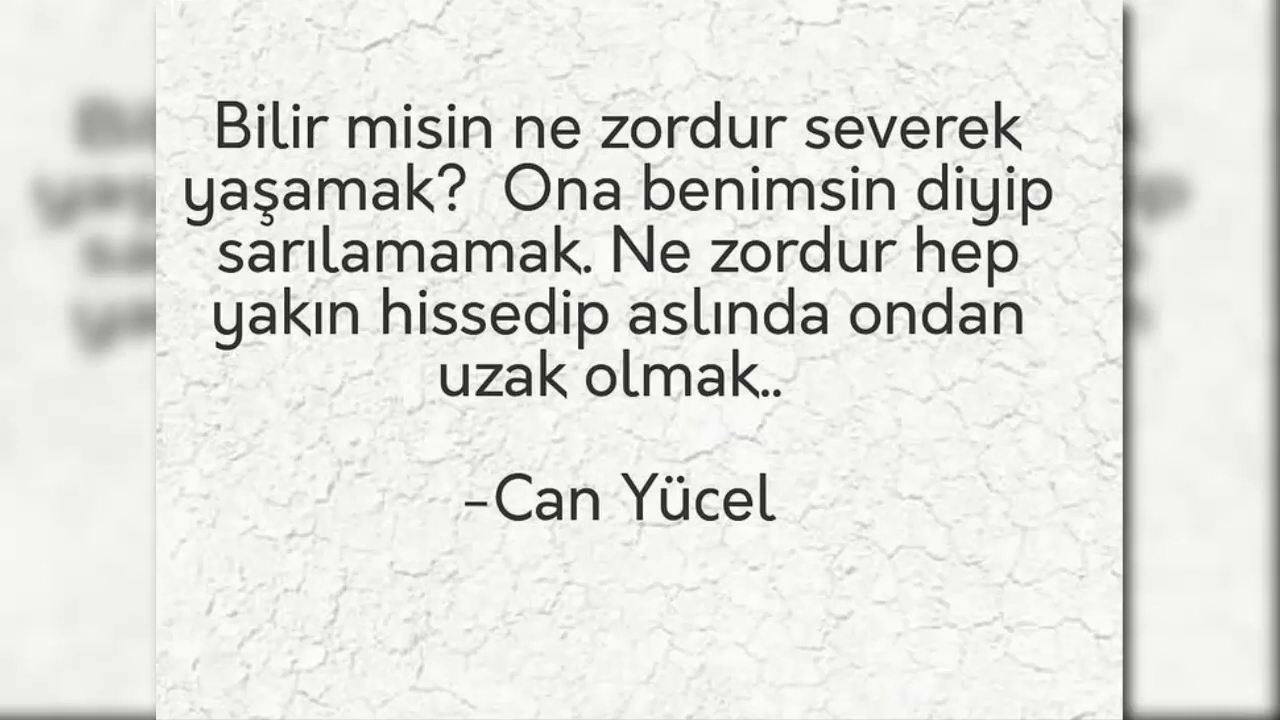 Bilir misin ne zordur severek
yaşamak?  Ona benimsin diyip
sarılamamak. Ne zordur hep
yakın hissedip aslında ondan
uzak olmak..
-Can Yücel